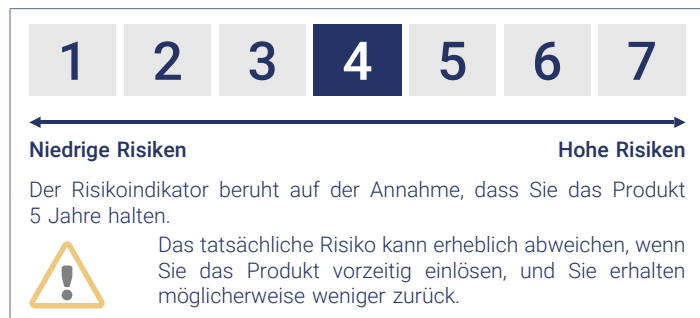 1 2 3 4 5 6 7
Niedrige Risiken Hohe Risiken
Der Risikoindikator beruht auf der Annahme, dass Sie das Produkt
5 Jahre halten.
Das tatsächliche Risiko kann erheblich abweichen, wenn
Sie das Produkt vorzeitig einlösen, und Sie erhalten
möglicherweise weniger zurück.